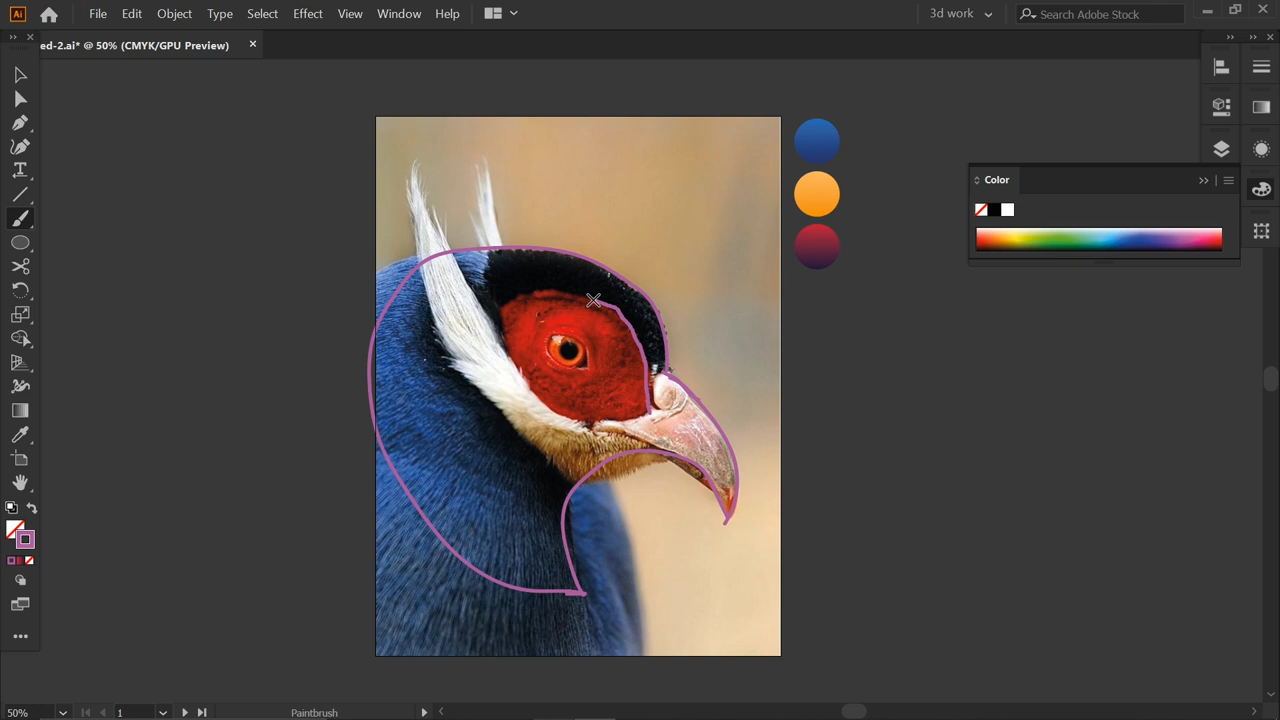 Ai File Edit Object Type Select Effect View Window Help 3d work Search Adobe Stock
ed-2.ai* @ 50% (CMYK/GPU Preview)
Color
50% 1 Paintbrush